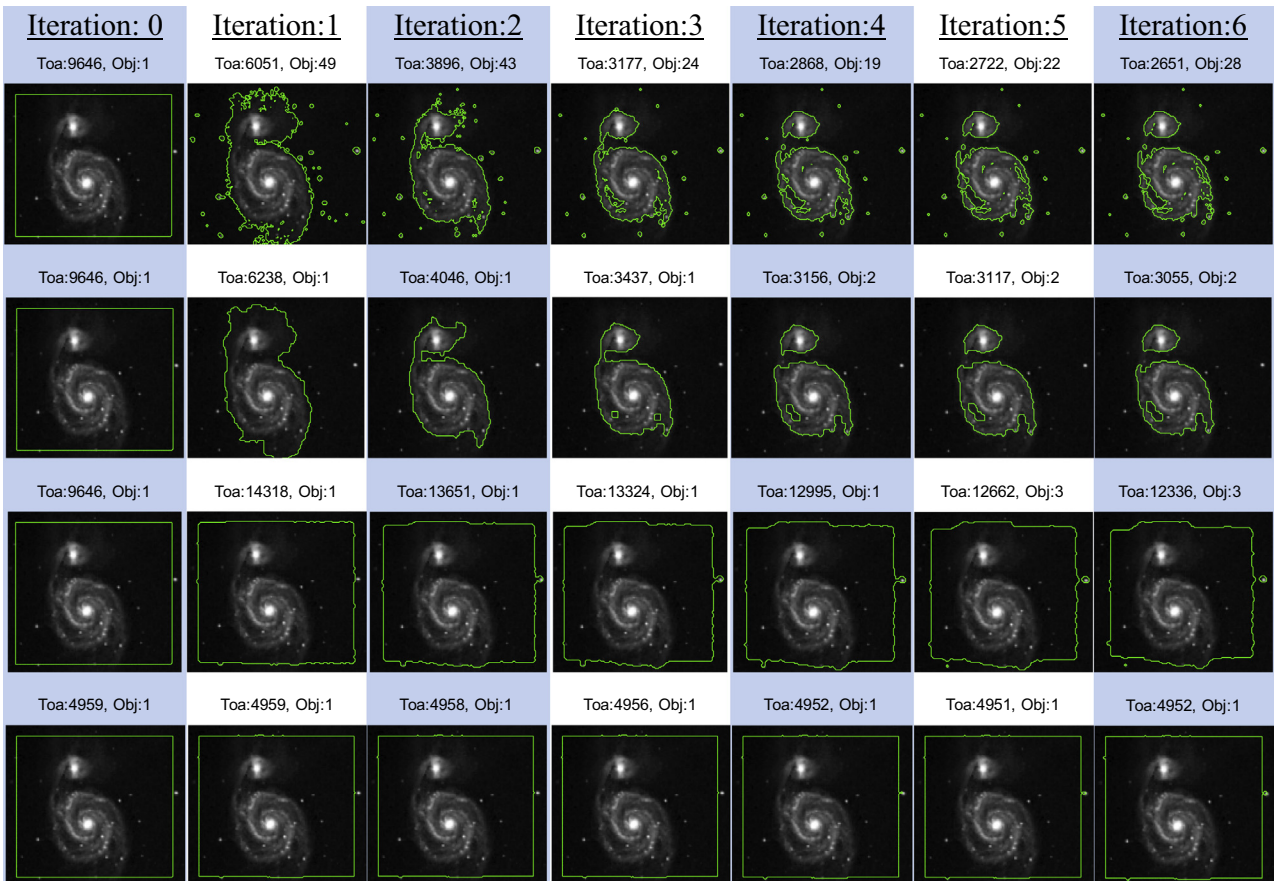 Iteration: 0 Iteration:1 Iteration:2 Iteration:3 Iteration:4 Iteration:5 Iteration:6
Toa:9646, Obj:1 Toa:6051, Obj:49 Toa:3896, Obj:43 Toa:3177, Obj:24 Toa:2868, Obj:19 Toa:2722, Obj:22 Toa:2651, Obj:28
Toa:9646, Obj:1 Toa:6238, Obj:1 Toa:4046, Obj:1 Toa:3437, Obj:1 Toa:3156, Obj:2 Toa:3117, Obj:2 Toa:3055, Obj:2
Toa:9646, Obj:1 Toa:14318, Obj:1 Toa:13651, Obj:1 Toa:13324, Obj:1 Toa:12995, Obj:1 Toa:12662, Obj:3 Toa:12336, Obj:3
Toa:4959, Obj:1 Toa:4959, Obj:1 Toa:4958, Obj:1 Toa:4956, Obj:1 Toa:4952, Obj:1 Toa:4951, Obj:1 Toa:4952, Obj:1